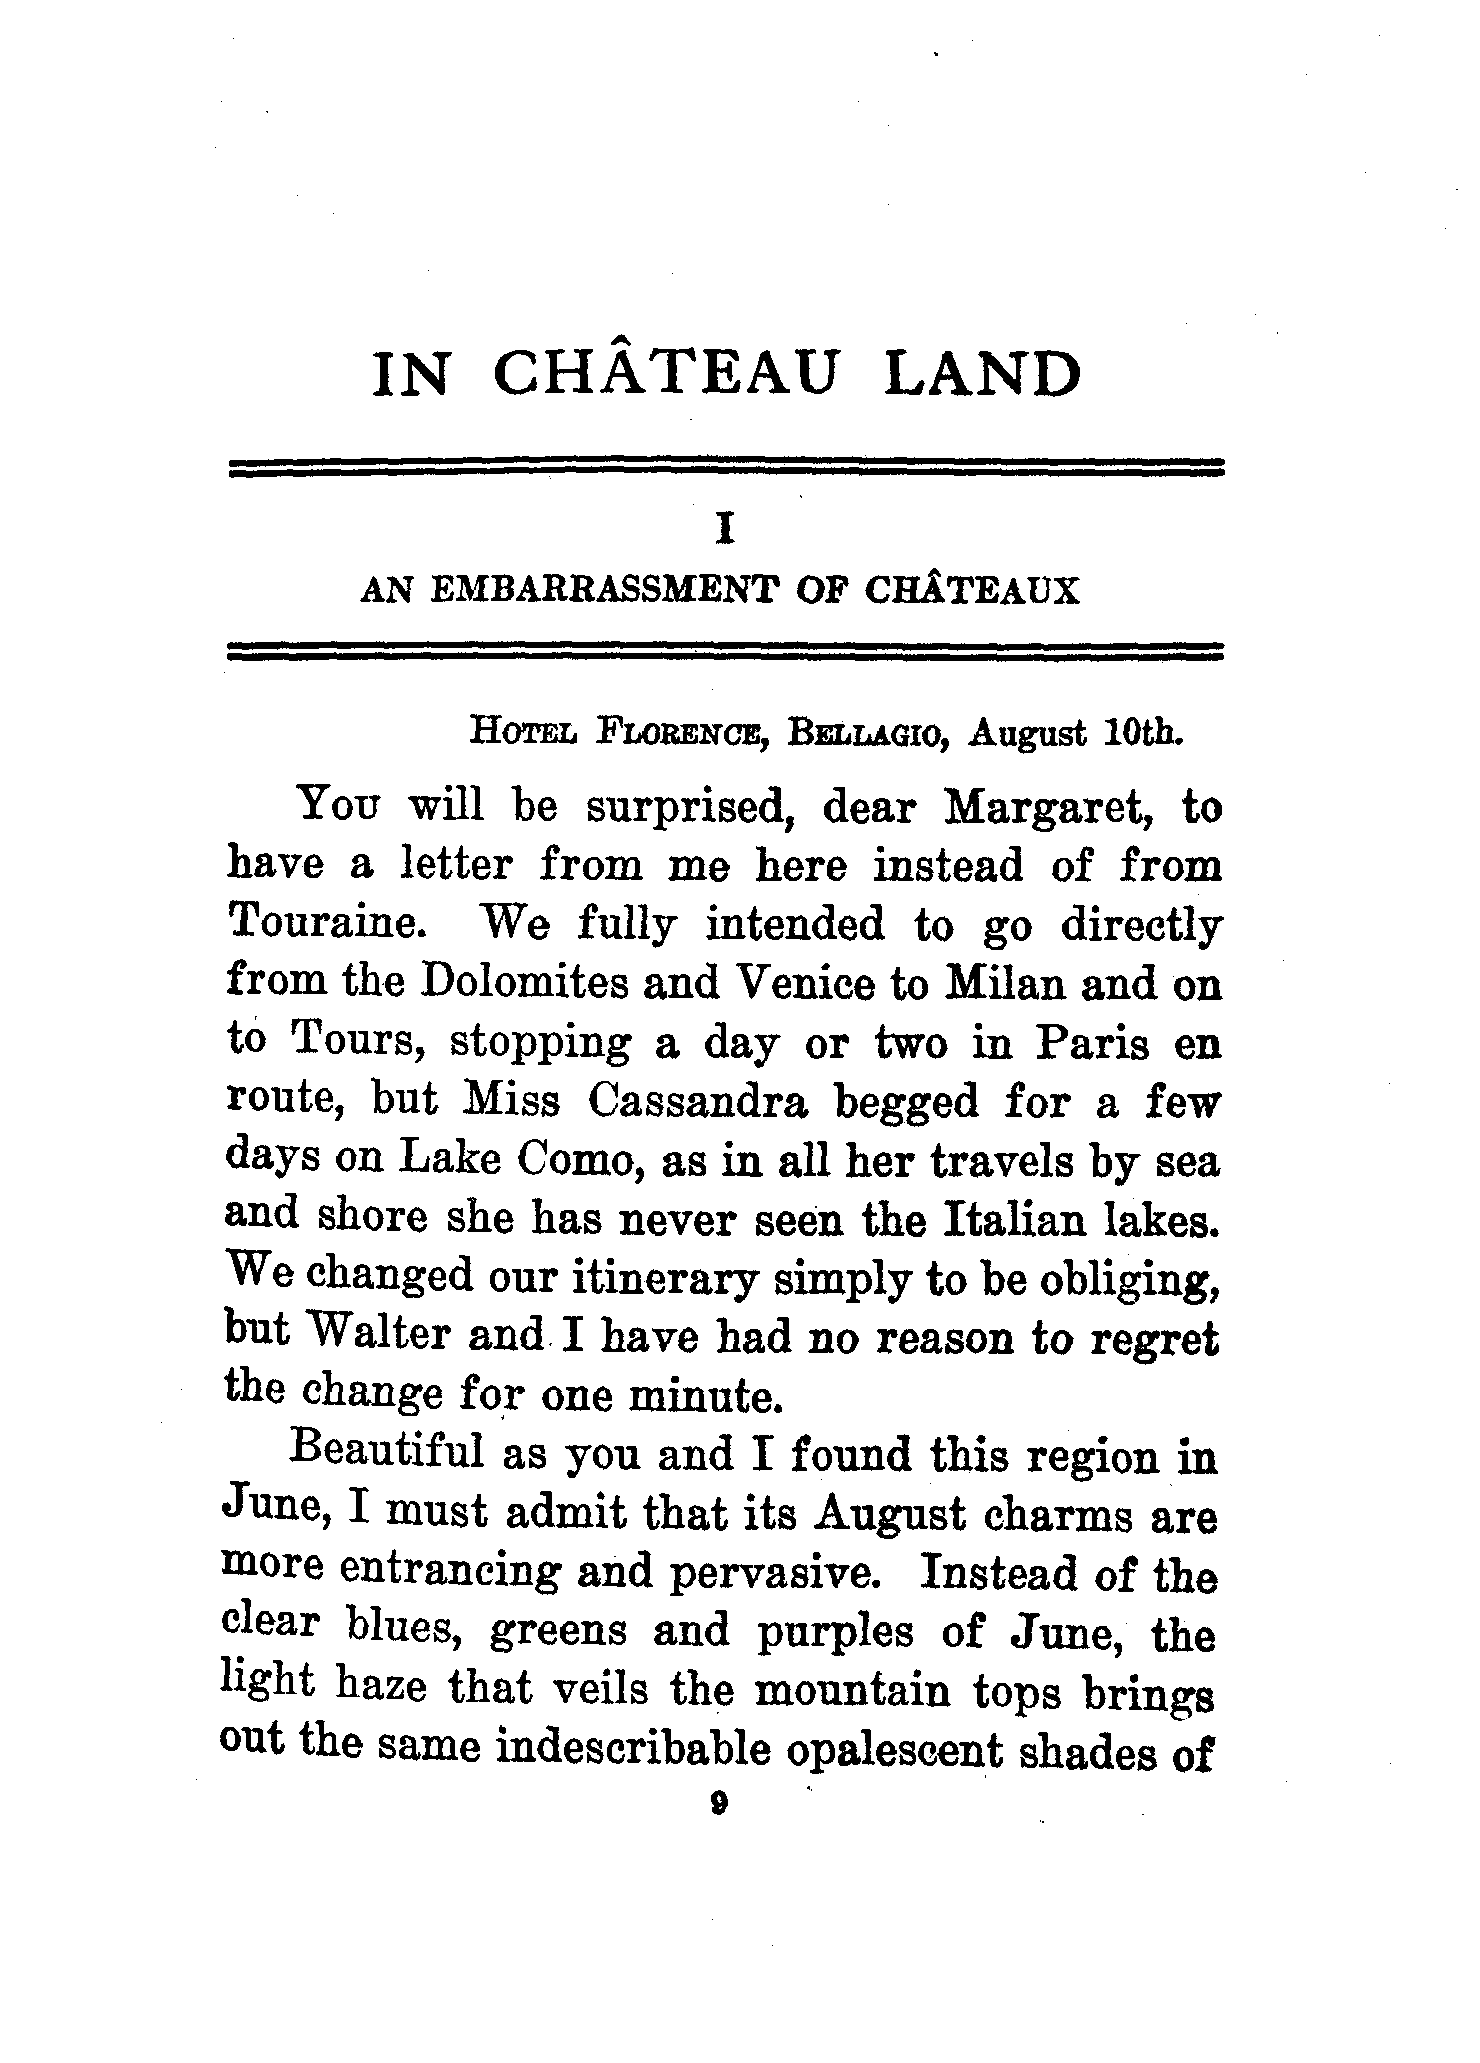 IN CHÂTEAU LAND
I
AN EMBARRASSMENT OF CHÂTEAUX
HOTEL FLORENCE, BELLAGIO, August 10th.
YOU will be surprised, dear Margaret, to
have a letter from me here instead of from
Touraine. We fully intended to go directly
from the Dolomites and Venice to Milan and on
to Tours, stopping a day or two in Paris en
route, but Miss Cassandra begged for a few
days on Lake Como, as in all her travels by sea
and shore she has never seen the Italian lakes.
We changed our itinerary simply to be obliging,
but Walter and I have had no reason to regret
the change for one minute.
Beautiful as you and I found this region in
June, I must admit that its August charms are
more entrancing and pervasive. Instead of the
clear blues, greens and purples of June, the
light haze that veils the mountain tops brings
out the same indescribable opalescent shades of
9